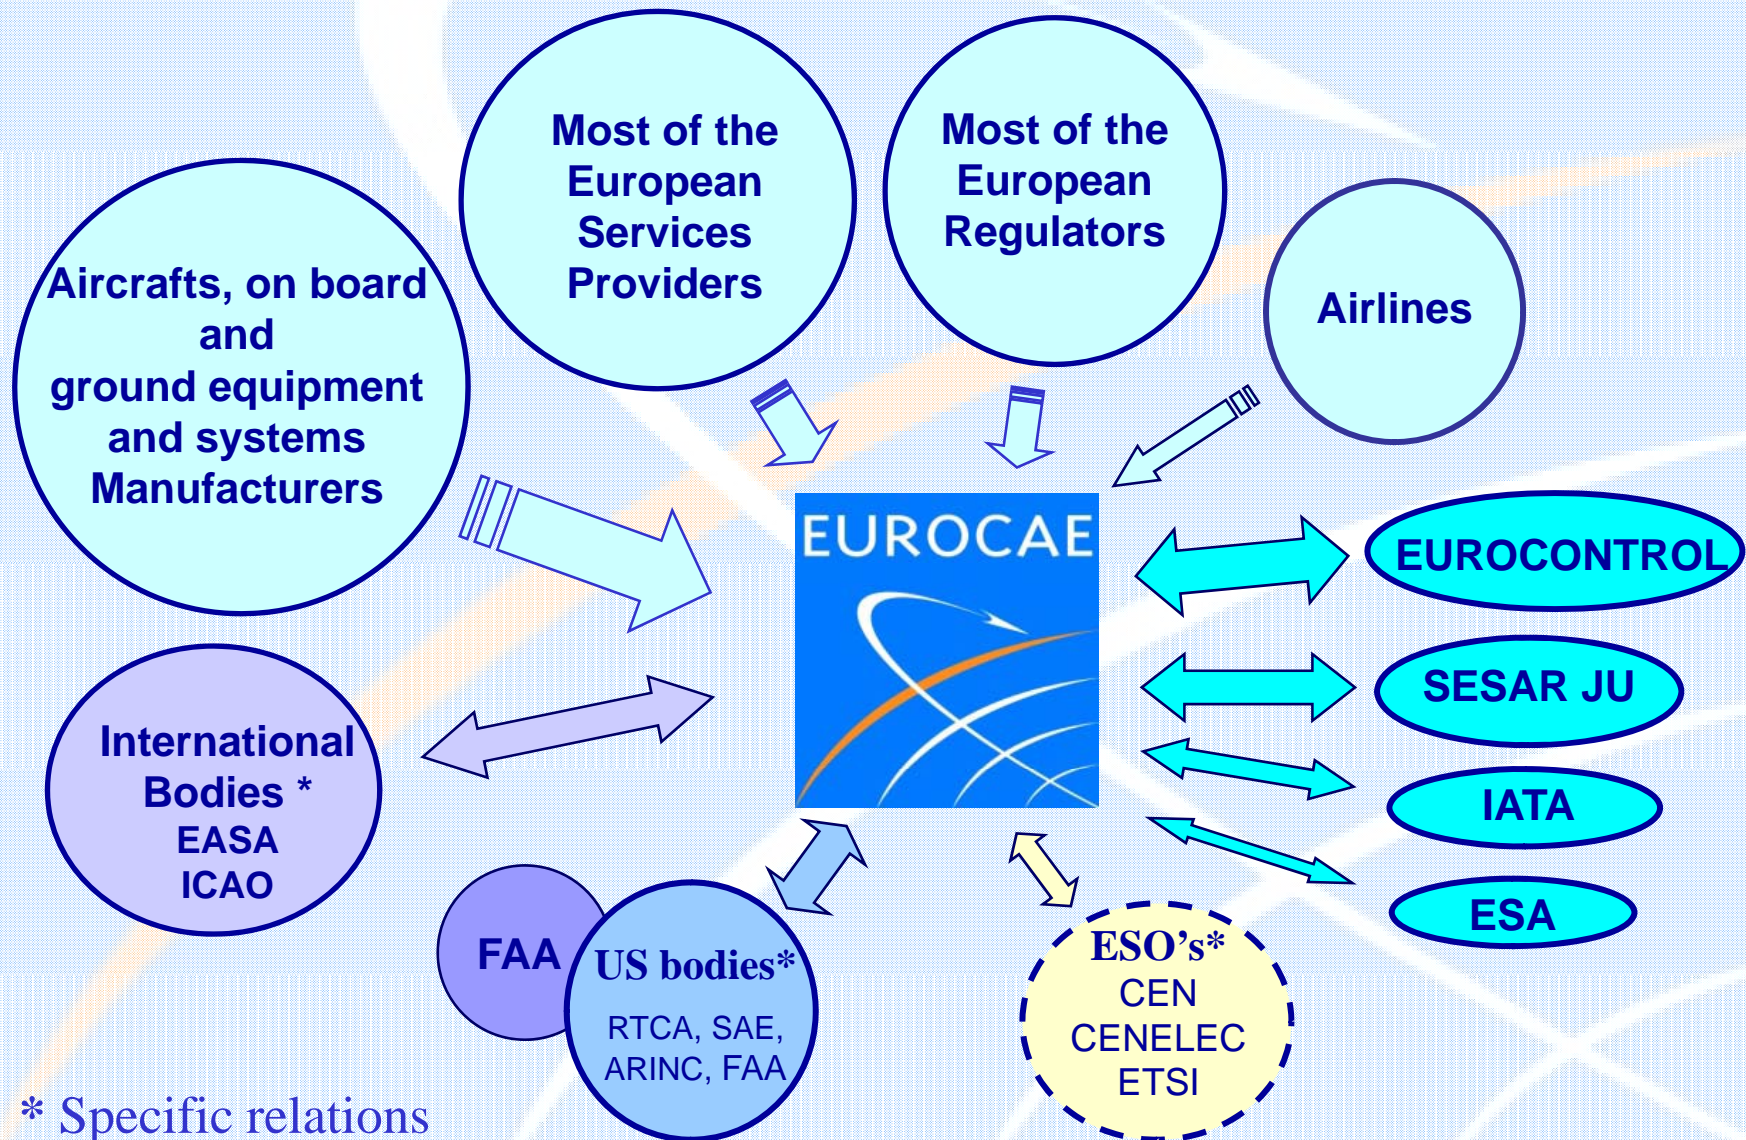 Most of the
European
Services
Providers
Most of the
European
Regulators
Airlines
Aircrafts, on board
and
ground equipment
and systems
Manufacturers
EUROCAE
EUROCONTROL
SESAR JU
IATA
ESA
International
Bodies *
EASA
ICAO
FAA
US bodies*
RTCA, SAE,
ARINC, FAA
ESO’s*
CEN
CENELEC
ETSI
* Specific relations